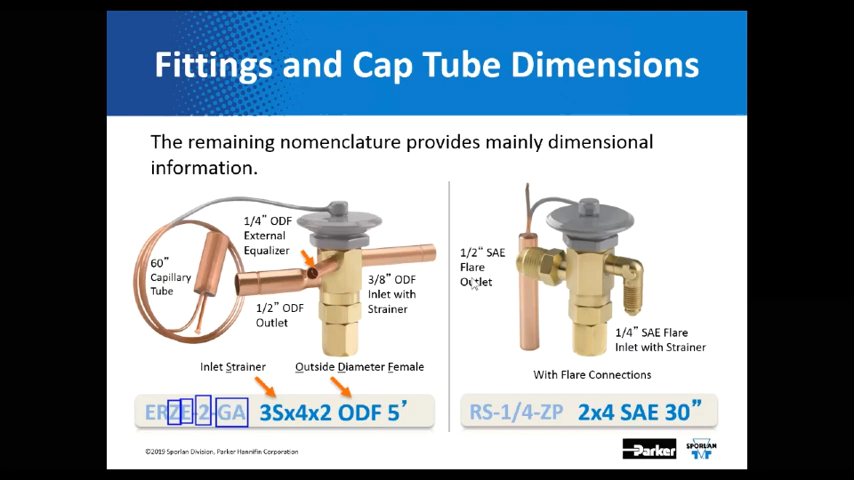 Fittings and Cap Tube Dimensions
The remaining nomenclature provides mainly dimensional
information.
1/4" ODF
External
Equalizer
60"
Capillary
Tube
3/8" ODF
Inlet with
Strainer
1/2" ODF
Outlet
Inlet Strainer
Outside Diameter Female
ERZE-2-GA 3Sx4x2 ODF 5'
1/2" SAE
Flare
Outlet
1/4" SAE Flare
Inlet with Strainer
With Flare Connections
RS-1/4-ZP 2x4 SAE 30"
©2019 Sporlan Division, Parker Hannifin Corporation
Parker
SPORLAN